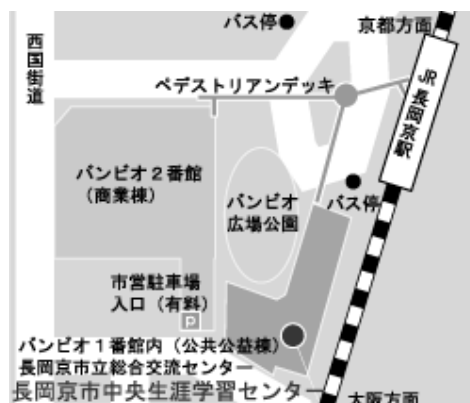 バス停
京都方面
西国街道
ペデストリアンデッキ
JR長岡京駅
バンビオ2番館
(商業棟)
バンビオ
広場公園
バス停
市営駐車場
入口(有料)
P
バンビオ1番館内(公共公益棟)
長岡京市立総合交流センター
長岡京市中央生涯学習センター
大阪方面